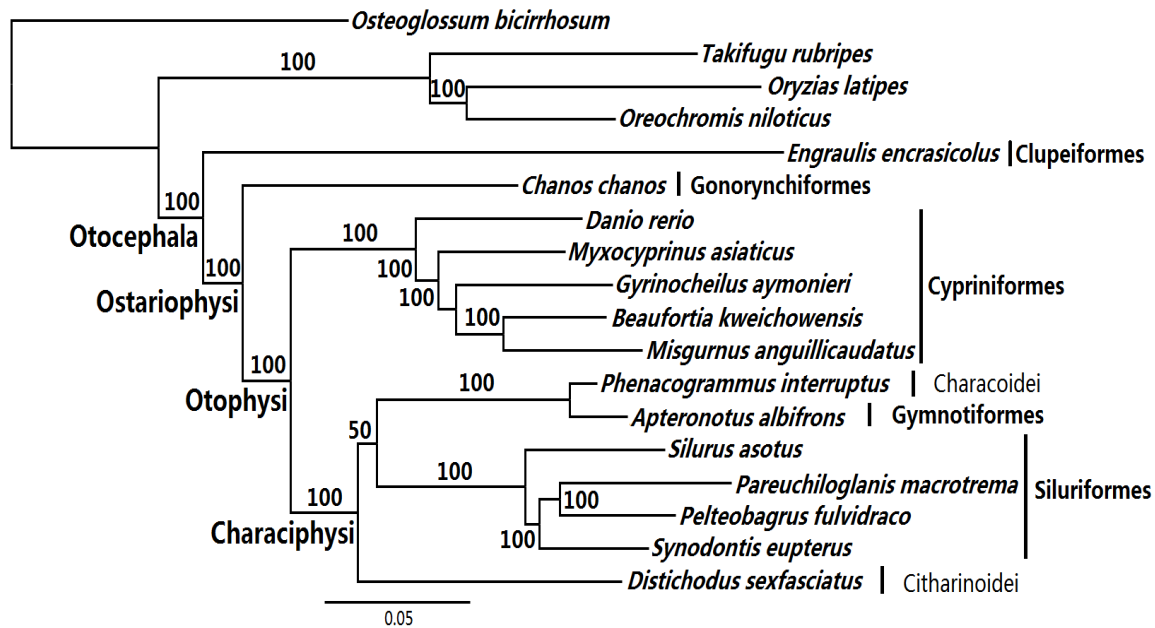 Osteoglossum bicirrhosum
Takifugu rubripes
100
Oryzias latipes
100
Oreochromis niloticus
Engraulis encrasicolus Clupeiformes
Chanos chanos Gonorynchiformes
100
Otocephala
Danio rerio
100
Myxocyprinus asiaticus
100
100
Ostariophysi
Gyrinocheilus aymonieri
Cypriniformes
100
Beaufortia kweichowensis
100
Misgurnus anguillicaudatus
100
Otophysi
100
Phenacogrammus interruptus Characoidei
Apteronotus albifrons Gymnotiformes
50
Silurus asotus
100
Pareuchiloglanis macrotrema
Siluriformes
100
100
Characiphysi
Pelteobagrus fulvidraco
100
Synodontis eupterus
Distichodus sexfasciatus Citharinoidei
0.05